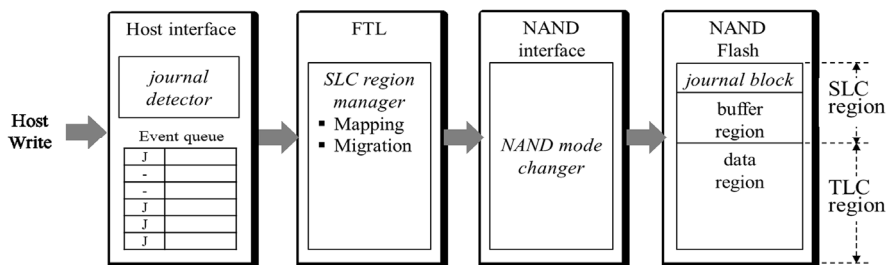 Host
Write
Host interface
journal
detector
Event queue
J
-
-
J
J
J
FTL
SLC region
manager
▪ Mapping
▪ Migration
NAND
interface
NAND mode
changer
NAND
Flash
journal block
buffer
region
data
region
SLC
region
TLC
region